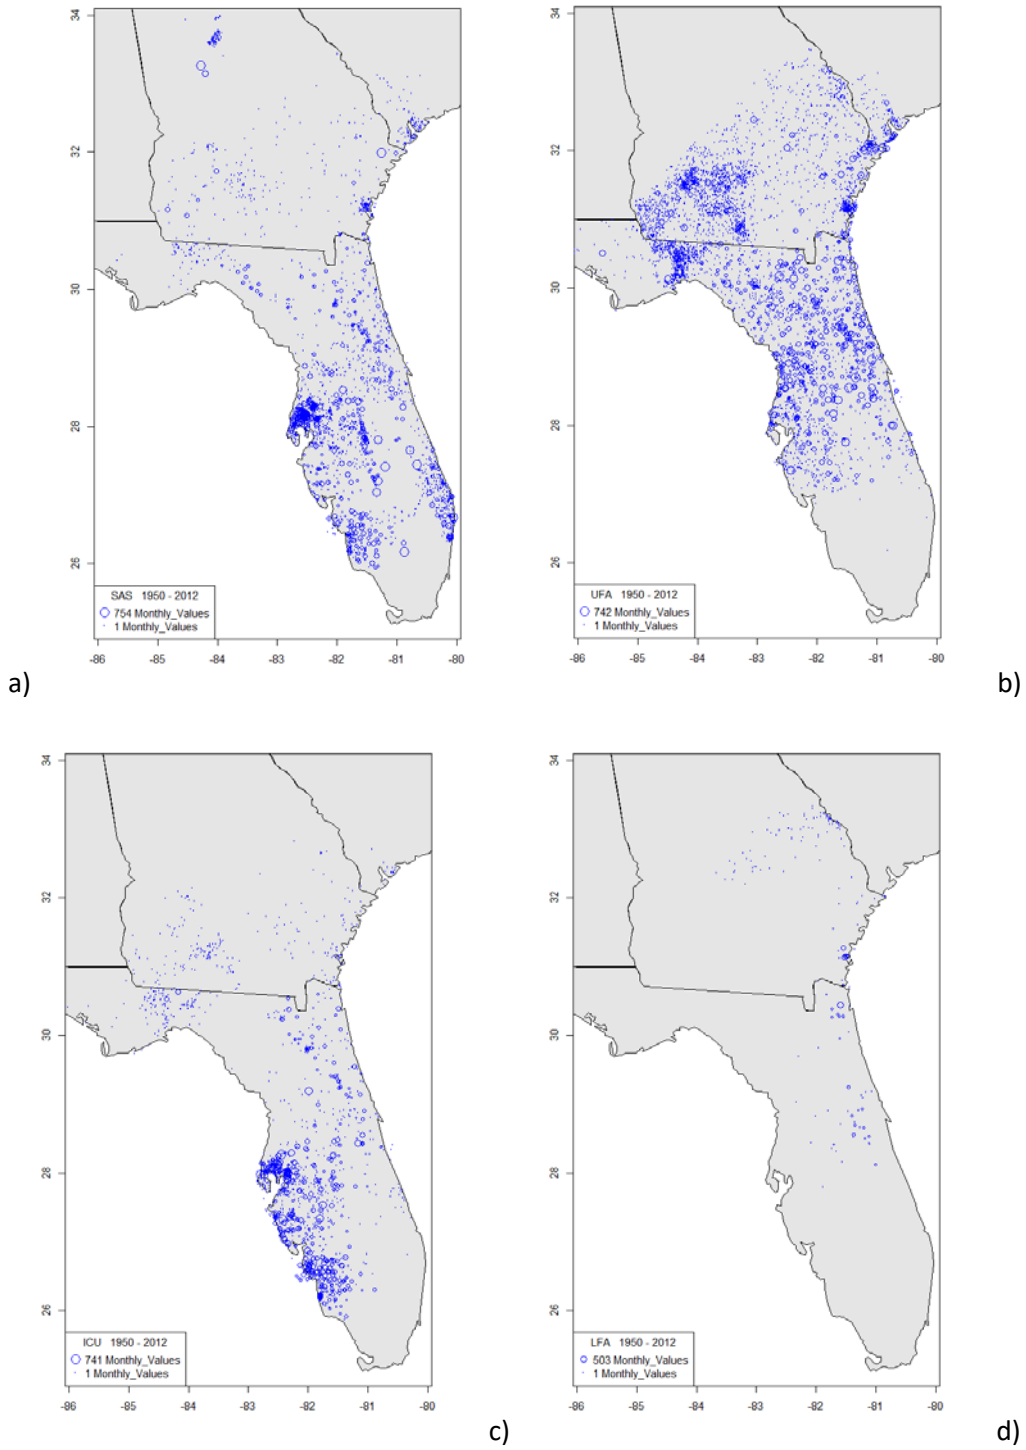 34
32
30
28
26
SAS 1950 - 2012
754 Monthly_Values
1 Monthly_Values
-86 -85 -84 -83 -82 -81 -80
a)
34
32
30
28
26
UFA 1950 - 2012
742 Monthly_Values
1 Monthly_Values
-86 -85 -84 -83 -82 -81 -80
b)
34
32
30
28
26
ICU 1950 - 2012
741 Monthly_Values
1 Monthly_Values
-86 -85 -84 -83 -82 -81 -80
c)
34
32
30
28
26
LFA 1950 - 2012
503 Monthly_Values
1 Monthly_Values
-86 -85 -84 -83 -82 -81 -80
d)